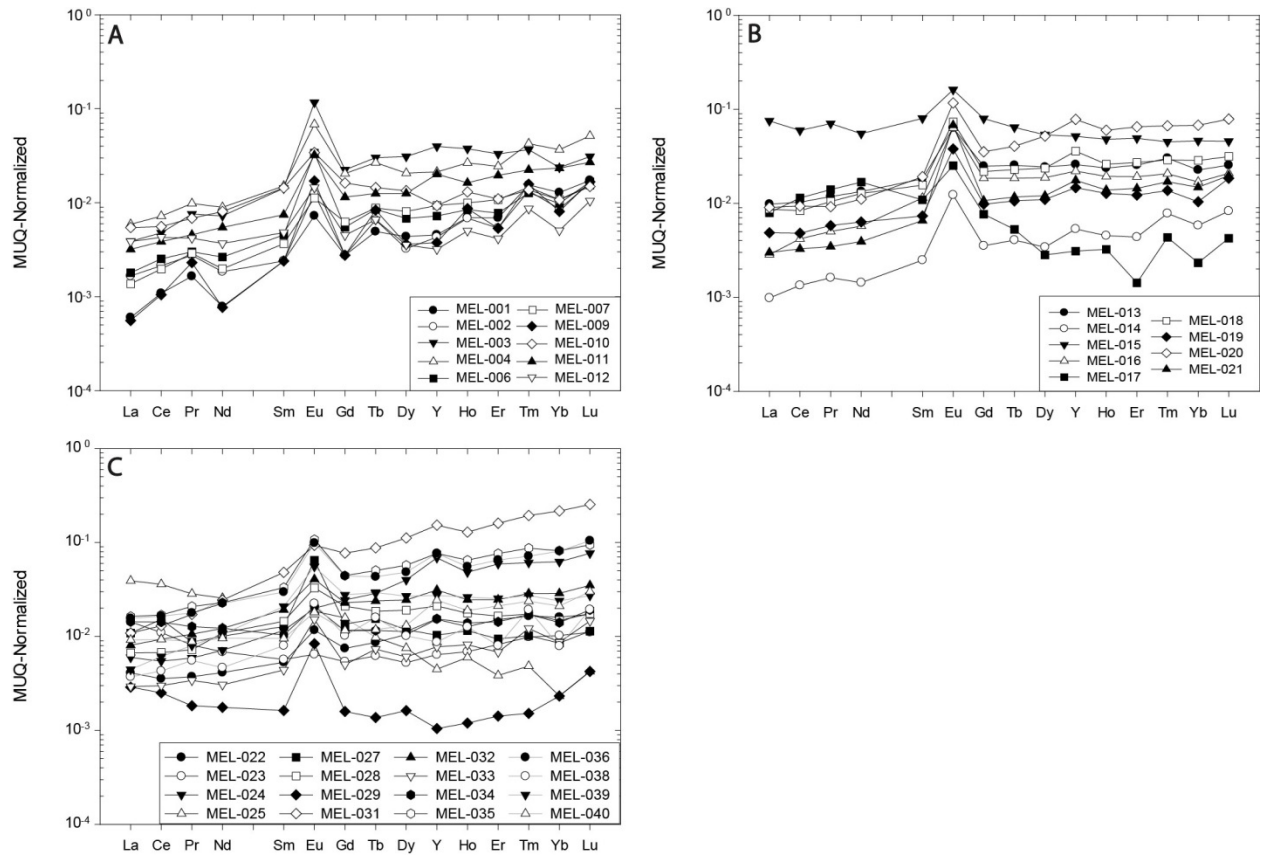 A
MUQ-Normalized
10^0
10^-1
10^-2
10^-3
10^-4
La Ce Pr Nd Sm Eu Gd Tb Dy Y Ho Er Tm Yb Lu
MEL-001 MEL-007
MEL-002 MEL-009
MEL-003 MEL-010
MEL-004 MEL-011
MEL-006 MEL-012
B
MUQ-Normalized
10^0
10^-1
10^-2
10^-3
10^-4
La Ce Pr Nd Sm Eu Gd Tb Dy Y Ho Er Tm Yb Lu
MEL-013
MEL-014
MEL-015
MEL-016
MEL-017
MEL-018
MEL-019
MEL-020
MEL-021
C
MUQ-Normalized
10^0
10^-1
10^-2
10^-3
10^-4
La Ce Pr Nd Sm Eu Gd Tb Dy Y Ho Er Tm Yb Lu
MEL-022 MEL-027 MEL-032 MEL-036
MEL-023 MEL-028 MEL-033 MEL-038
MEL-024 MEL-029 MEL-034 MEL-039
MEL-025 MEL-031 MEL-035 MEL-040